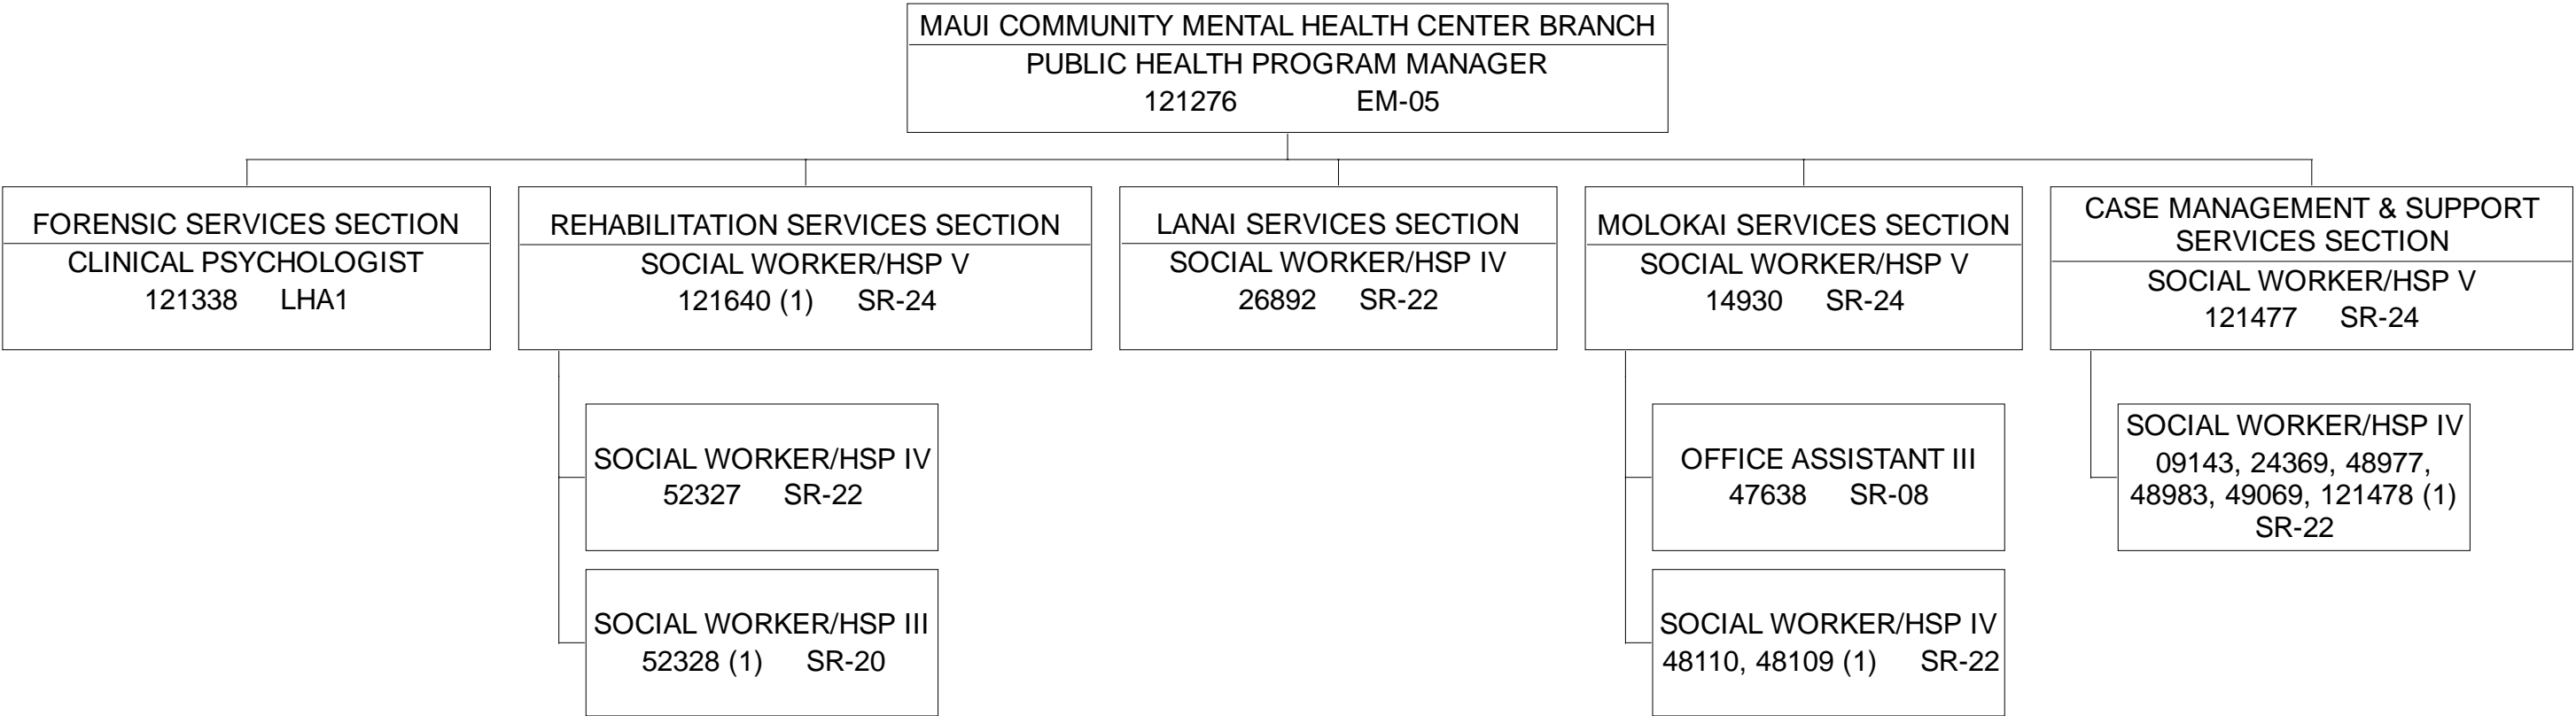 MAUI COMMUNITY MENTAL HEALTH CENTER BRANCH
PUBLIC HEALTH PROGRAM MANAGER
121276 EM-05
FORENSIC SERVICES SECTION
CLINICAL PSYCHOLOGIST
121338 LHA1
REHABILITATION SERVICES SECTION
SOCIAL WORKER/HSP V
121640 (1) SR-24
SOCIAL WORKER/HSP IV
52327 SR-22
SOCIAL WORKER/HSP III
52328 (1) SR-20
LANAI SERVICES SECTION
SOCIAL WORKER/HSP IV
26892 SR-22
MOLOKAI SERVICES SECTION
SOCIAL WORKER/HSP V
14930 SR-24
OFFICE ASSISTANT III
47638 SR-08
SOCIAL WORKER/HSP IV
48110, 48109 (1) SR-22
CASE MANAGEMENT & SUPPORT
SERVICES SECTION
SOCIAL WORKER/HSP V
121477 SR-24
SOCIAL WORKER/HSP IV
09143, 24369, 48977,
48983, 49069, 121478 (1)
SR-22